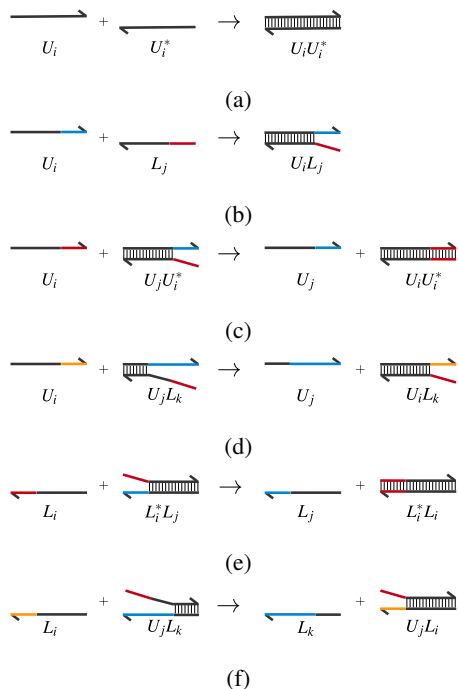 + →
U_i U_i^* U_iU_i^*
(a)
+ →
U_i L_j U_iL_j
(b)
+ → +
U_i U_jU_i^* U_j U_iU_i^*
(c)
+ → +
U_i U_jL_k U_j U_iL_k
(d)
+ → +
L_i L_i^*L_j L_j L_i^*L_i
(e)
+ → +
L_i U_jL_k L_k U_jL_i
(f)